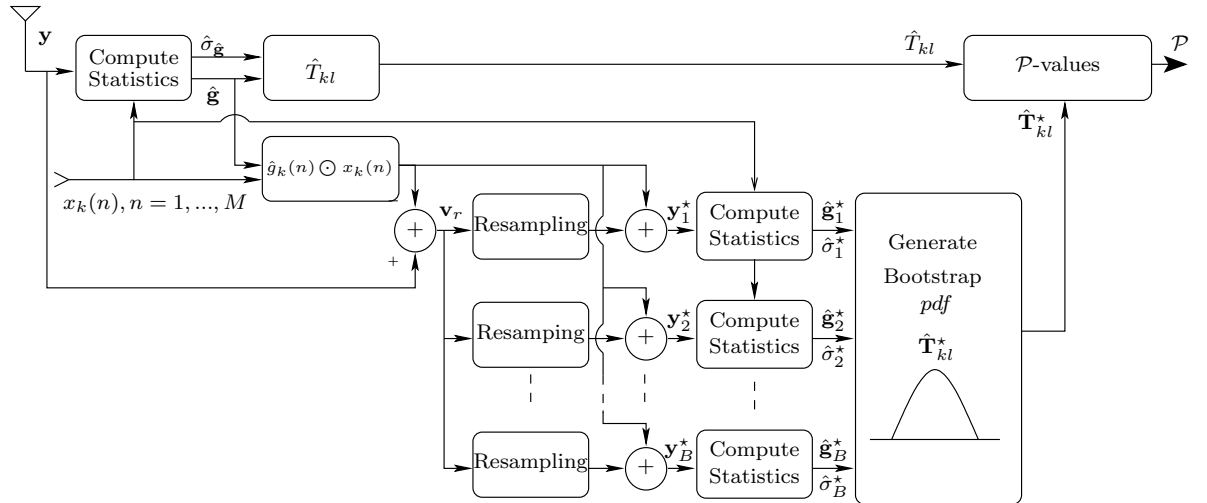 y
Compute
Statistics
σ̂_ĝ
ĝ
T̂_kl
T̂_kl
𝒫-values
𝒫
T̂*_kl
ĝ_k(n) ⊙ x_k(n)
x_k(n), n = 1, ..., M
−
+
+
v_r
Resampling
+
y*_1
Compute
Statistics
ĝ*_1
σ̂*_1
Resamping
+
y*_2
Compute
Statistics
ĝ*_2
σ̂*_2
Resampling
+
y*_B
Compute
Statistics
ĝ*_B
σ̂*_B
Generate
Bootstrap
pdf
T̂*_kl